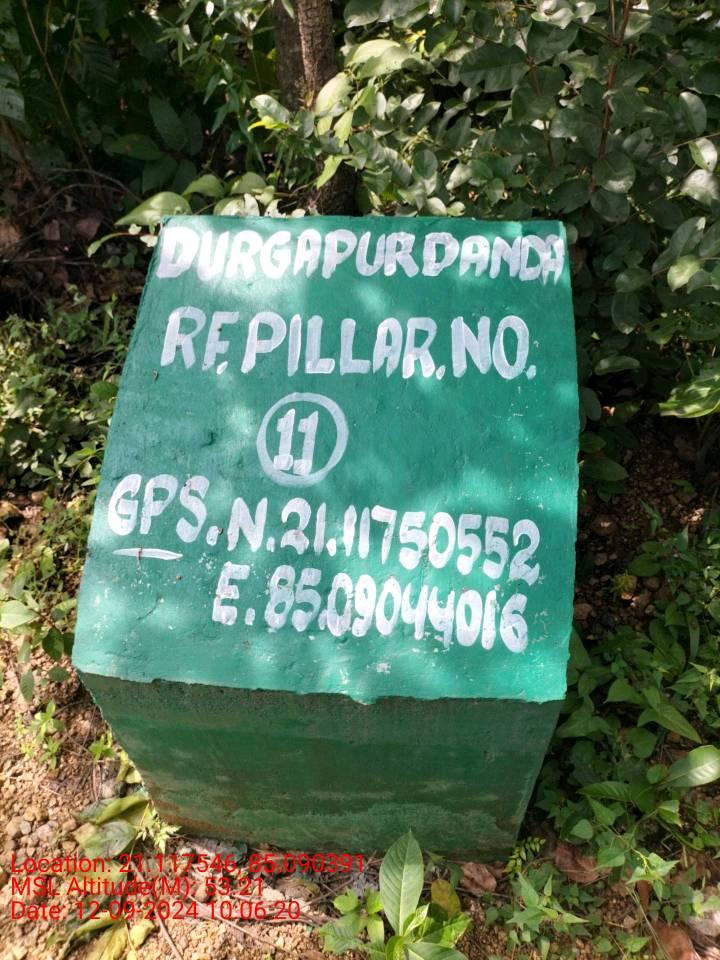 DURGAPURDANDA
RF.PILLAR.NO.
11
GPS.N.21.11750552
E.85.09044016
Location: 21.117546, 85.090391
MSL Altitude(M): 53.21
Date: 12-09-2024 10:06:20